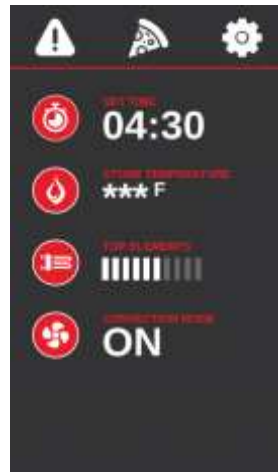 SET TIME
04:30
STONE TEMPERATURE
*** F
TOP ELEMENTS
CONVECTION MODE
ON